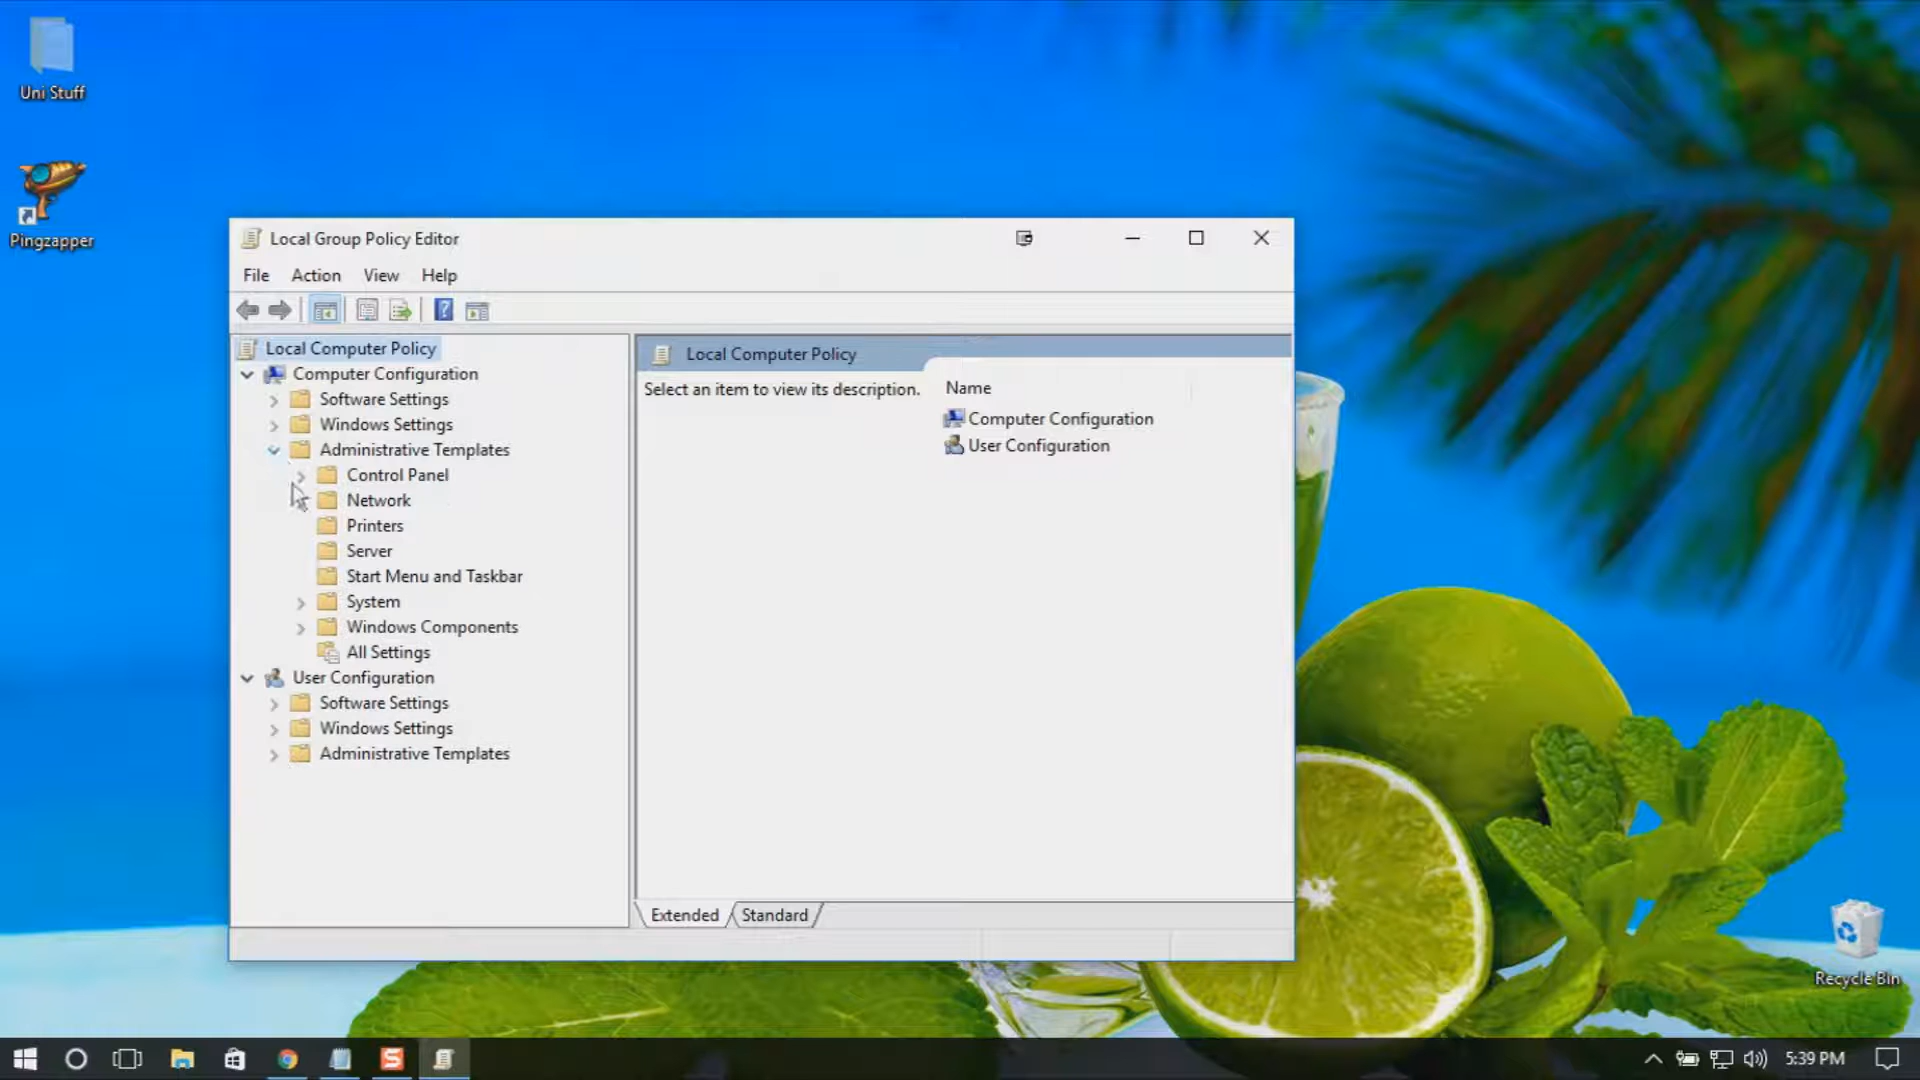 Uni Stuff
Pingzapper
Local Group Policy Editor
File Action View Help
Local Computer Policy
Computer Configuration
Software Settings
Windows Settings
Administrative Templates
Control Panel
Network
Printers
Server
Start Menu and Taskbar
System
Windows Components
All Settings
User Configuration
Software Settings
Windows Settings
Administrative Templates
Local Computer Policy
Select an item to view its description.
Name
Computer Configuration
User Configuration
Extended Standard
Recycle Bin
5:39 PM